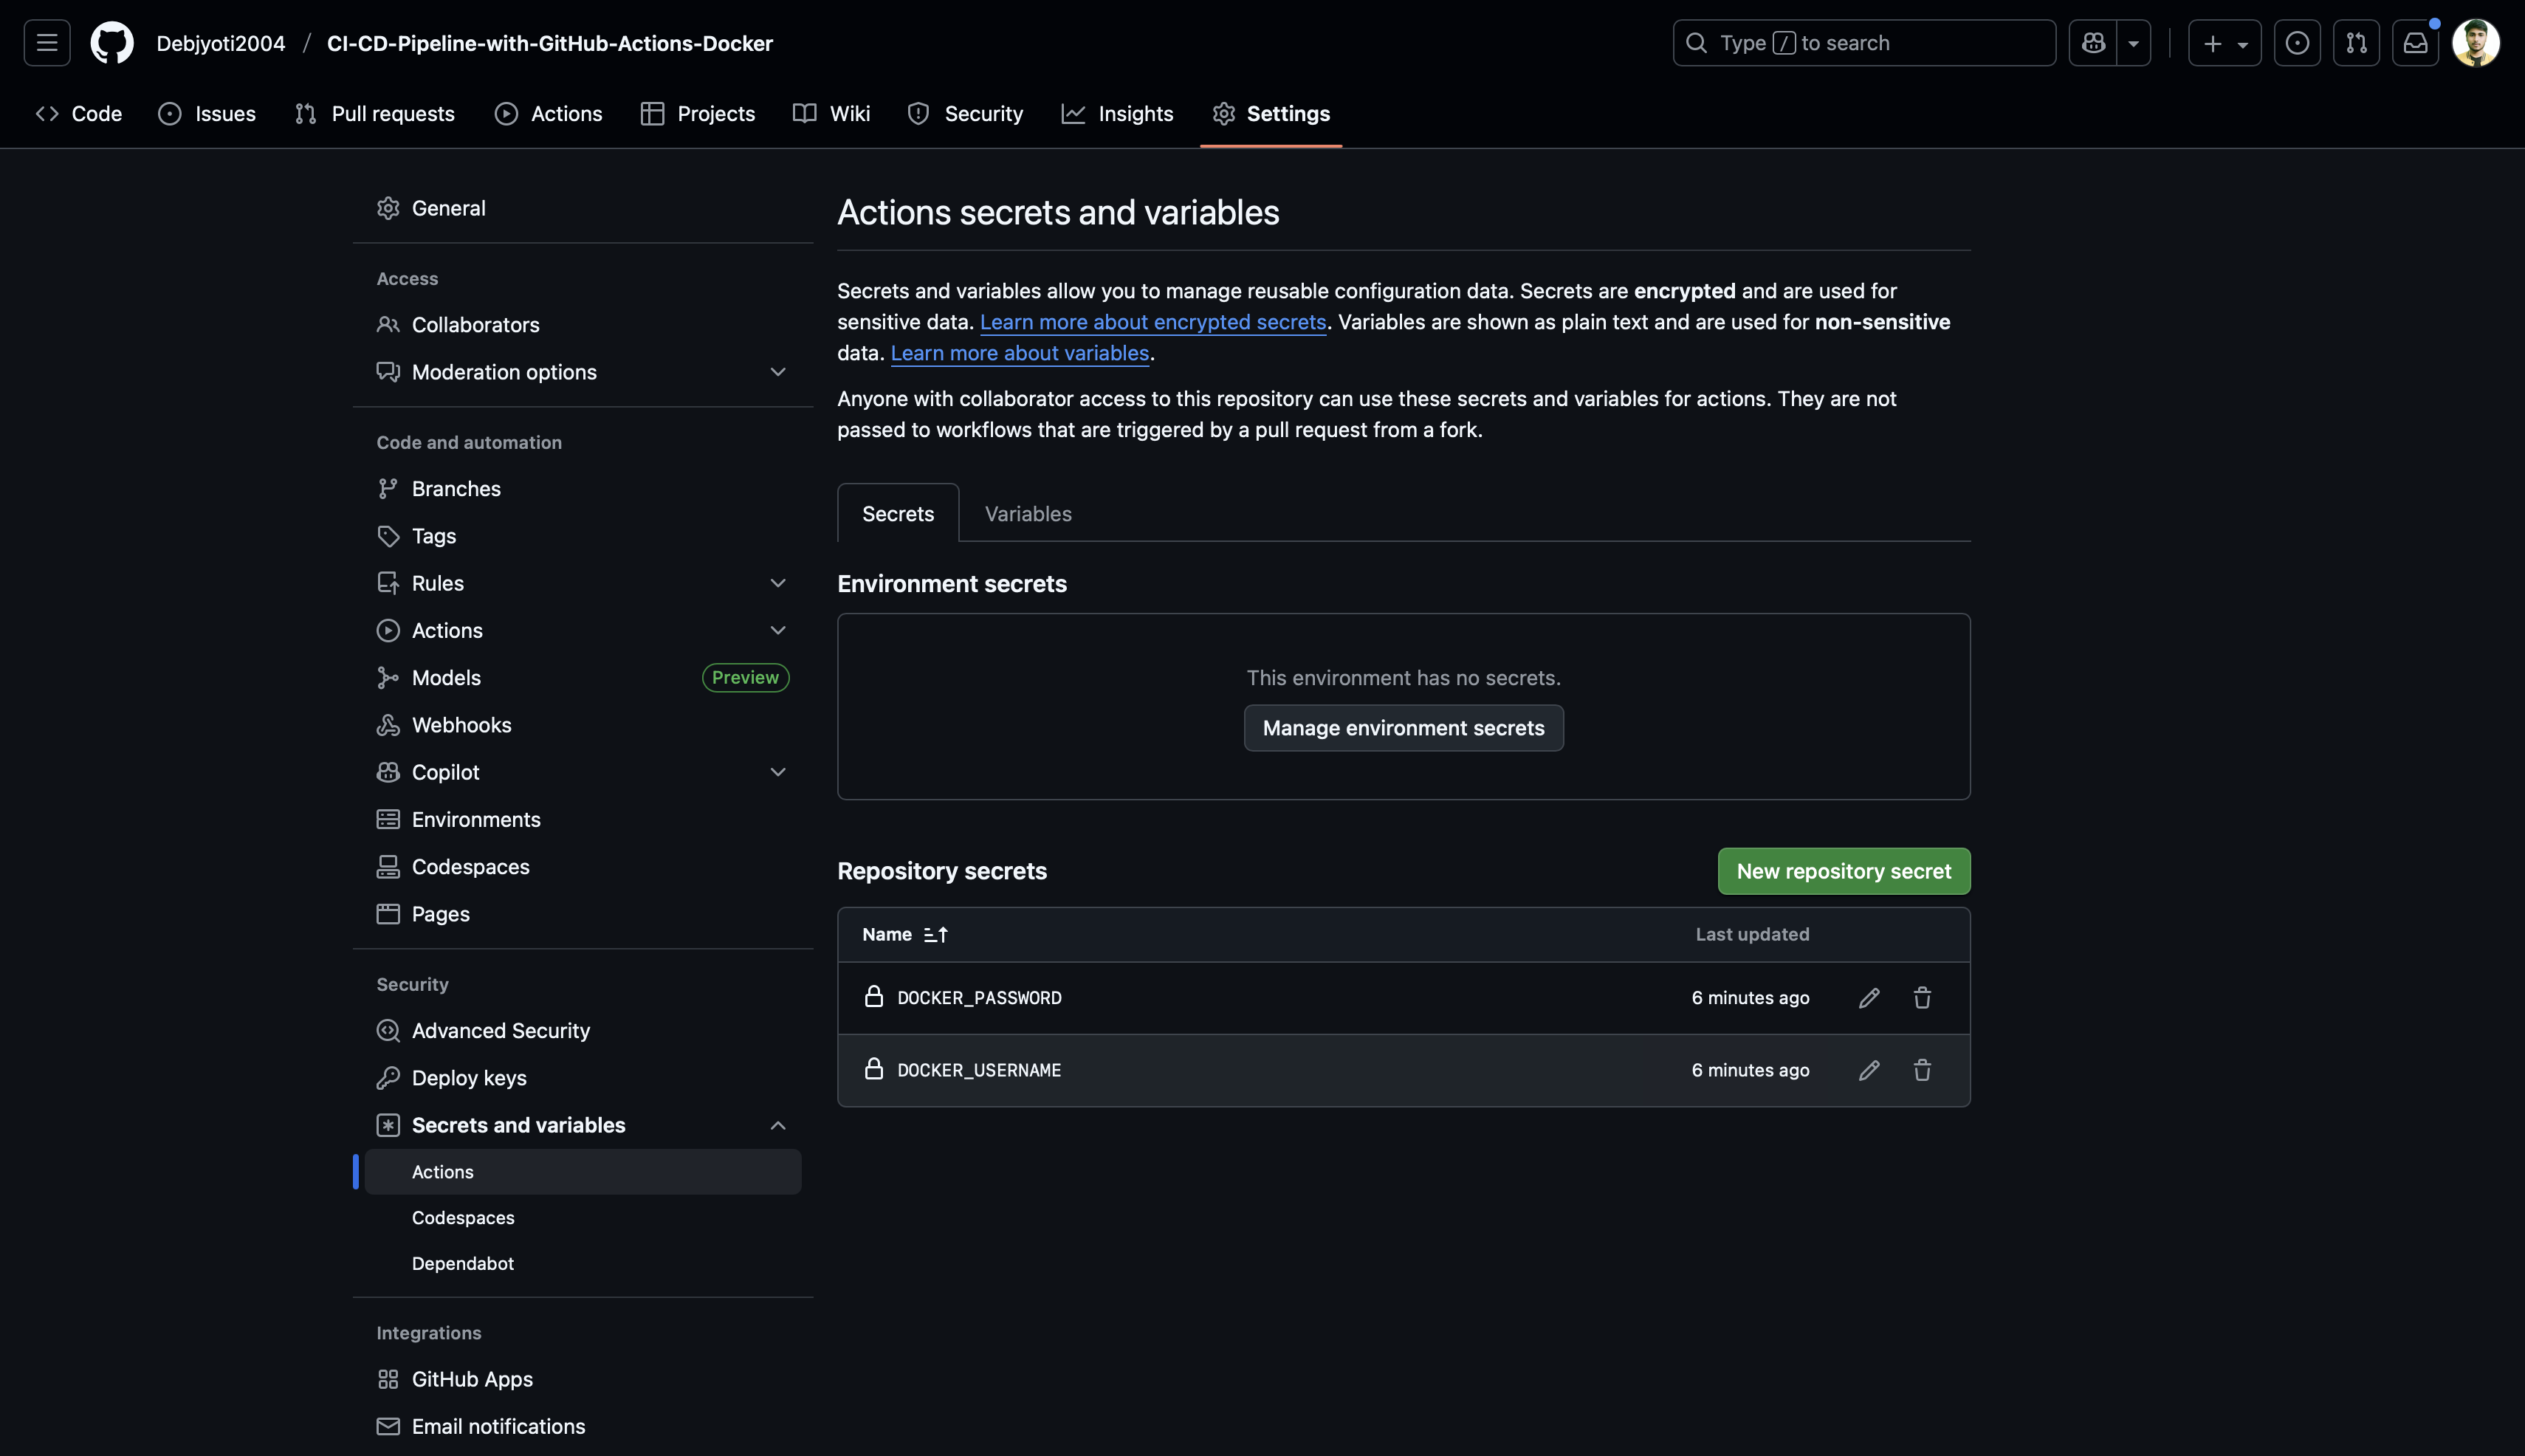 Debjyoti2004 / CI-CD-Pipeline-with-GitHub-Actions-Docker
Type / to search
Code
Issues
Pull requests
Actions
Projects
Wiki
Security
Insights
Settings
General
Access
Collaborators
Moderation options
Code and automation
Branches
Tags
Rules
Actions
Models
Preview
Webhooks
Copilot
Environments
Codespaces
Pages
Security
Advanced Security
Deploy keys
Secrets and variables
Actions
Codespaces
Dependabot
Integrations
GitHub Apps
Email notifications
Actions secrets and variables
Secrets and variables allow you to manage reusable configuration data. Secrets are encrypted and are used for
sensitive data. Learn more about encrypted secrets. Variables are shown as plain text and are used for non-sensitive
data. Learn more about variables.
Anyone with collaborator access to this repository can use these secrets and variables for actions. They are not
passed to workflows that are triggered by a pull request from a fork.
Secrets
Variables
Environment secrets
This environment has no secrets.
Manage environment secrets
Repository secrets
New repository secret
Name
Last updated
DOCKER_PASSWORD
6 minutes ago
DOCKER_USERNAME
6 minutes ago